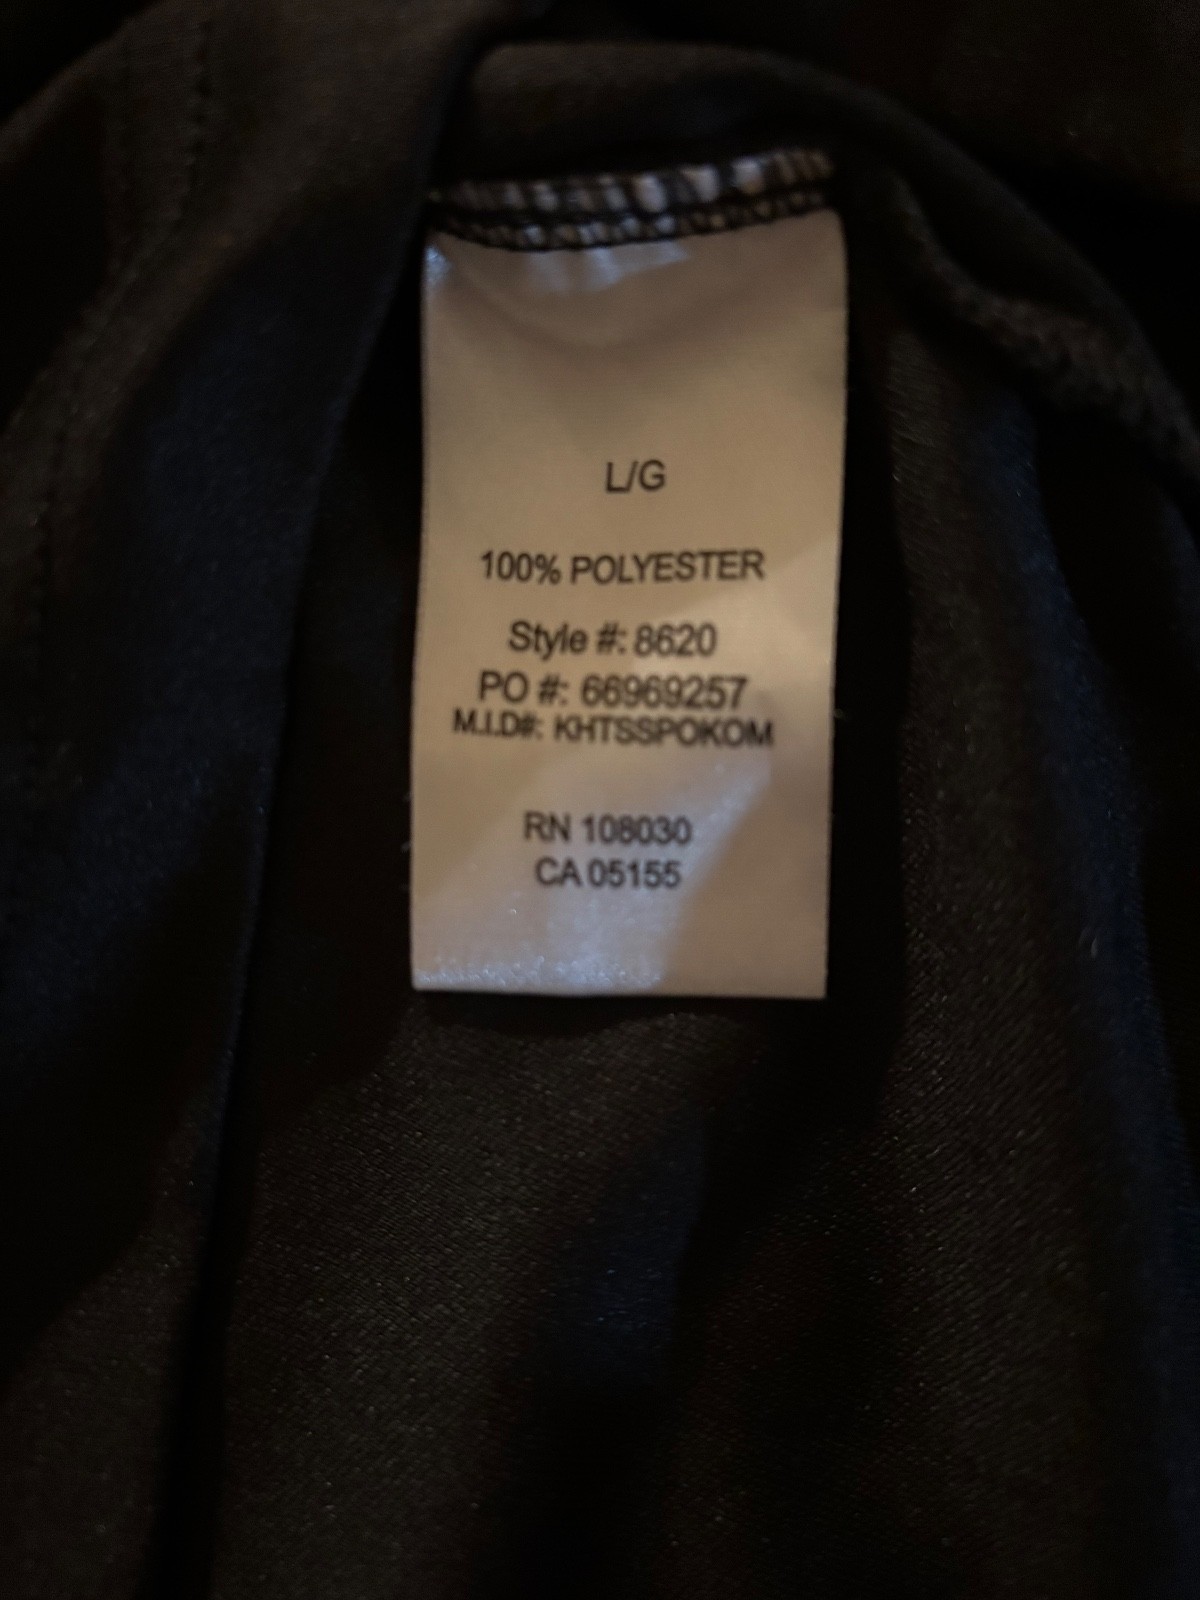 L/G
100% POLYESTER
Style #: 8620
PO #: 66969257
M.I.D#: KHTSSPOKOM
RN 108030
CA 05155